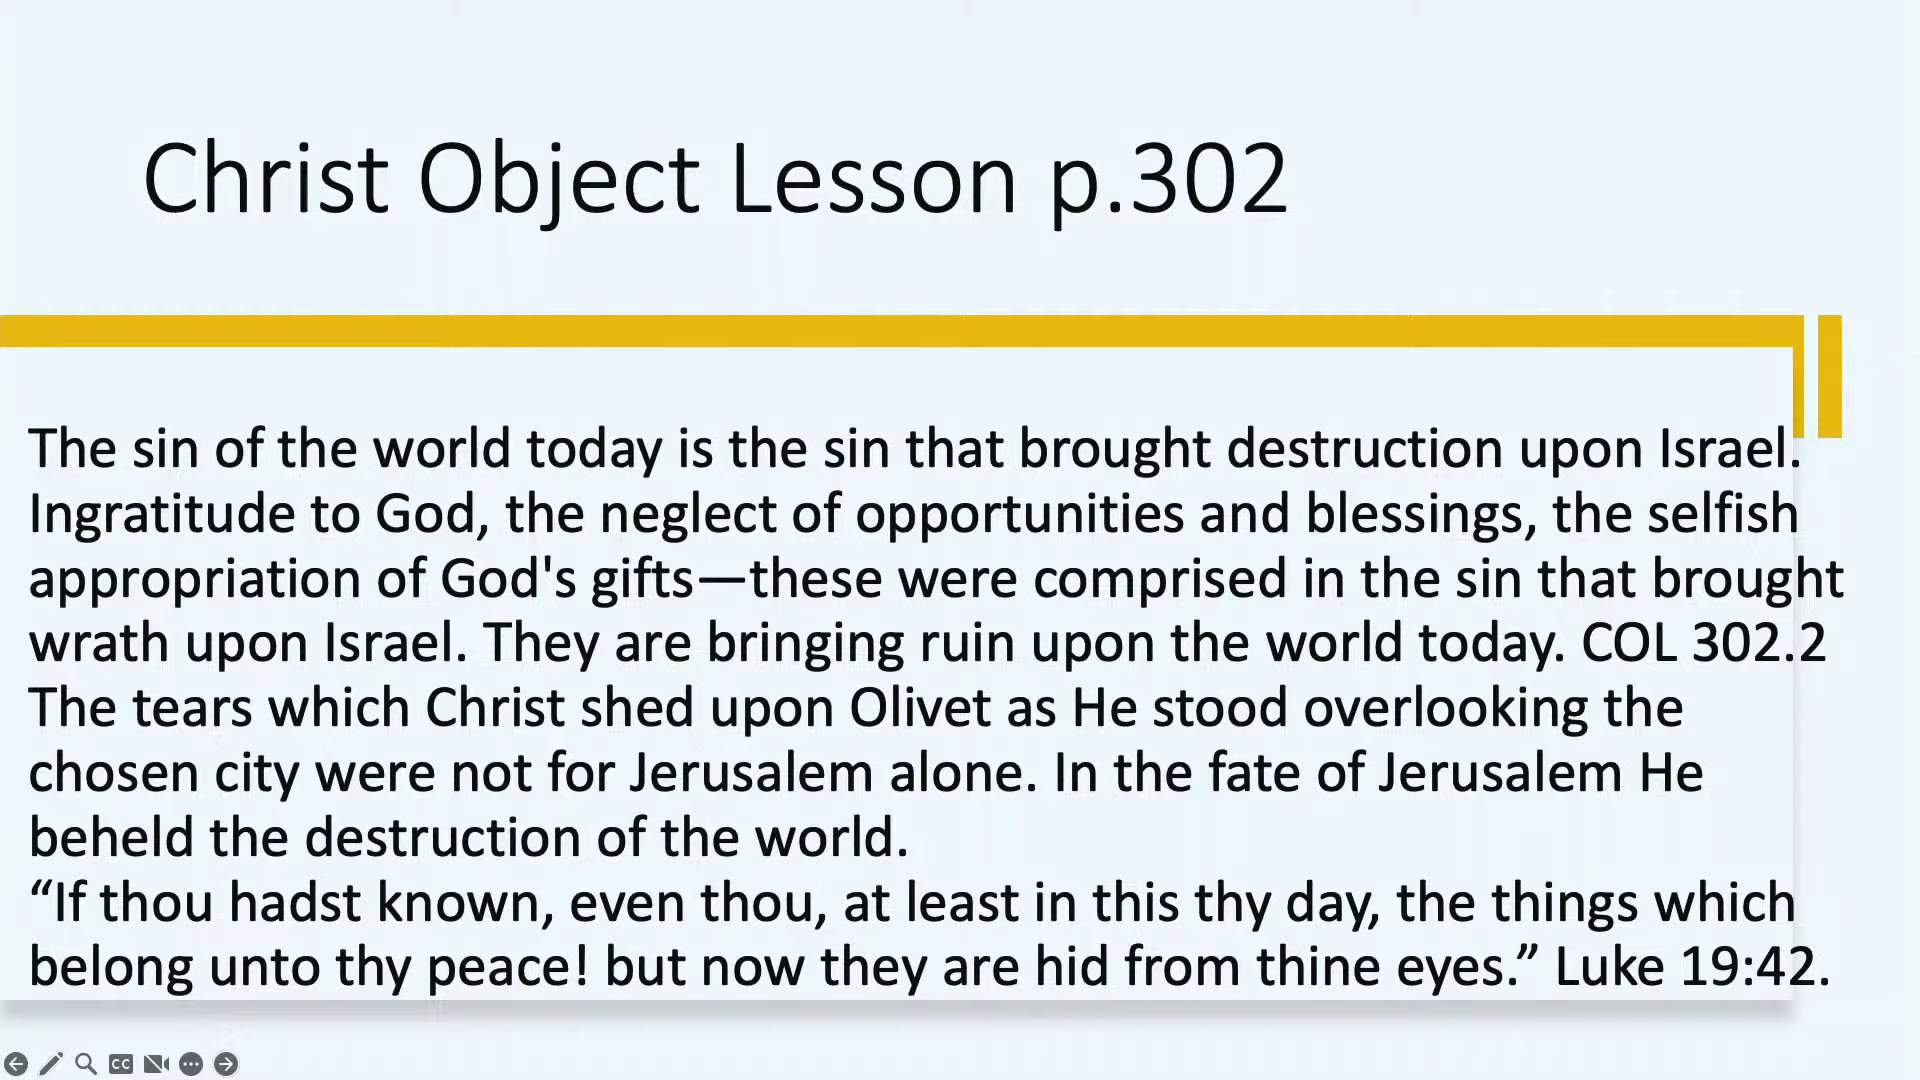 Christ Object Lesson p.302
The sin of the world today is the sin that brought destruction upon Israel.
Ingratitude to God, the neglect of opportunities and blessings, the selfish
appropriation of God's gifts—these were comprised in the sin that brought
wrath upon Israel. They are bringing ruin upon the world today. COL 302.2
The tears which Christ shed upon Olivet as He stood overlooking the
chosen city were not for Jerusalem alone. In the fate of Jerusalem He
beheld the destruction of the world.
“If thou hadst known, even thou, at least in this thy day, the things which
belong unto thy peace! but now they are hid from thine eyes.” Luke 19:42.
CC